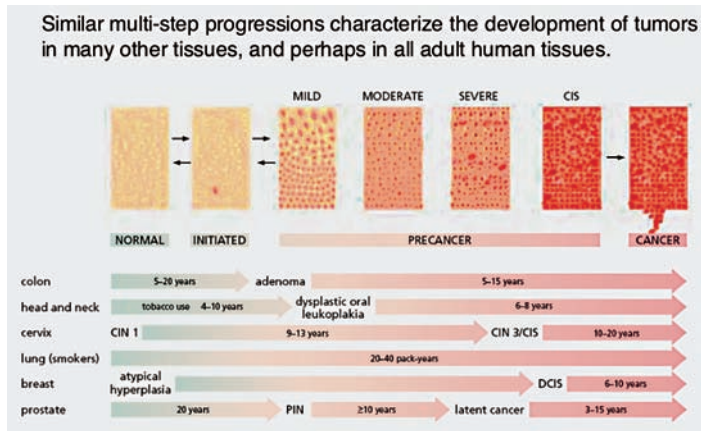 Similar multi-step progressions characterize the development of tumors
in many other tissues, and perhaps in all adult human tissues.
MILD MODERATE SEVERE CIS
NORMAL INITIATED PRECANCER CANCER
colon 5–20 years adenoma 5–15 years
head and neck tobacco use 4–10 years dysplastic oral leukoplakia 6–8 years
cervix CIN 1 9–13 years CIN 3/CIS 10–20 years
lung (smokers) 20–40 pack-years
breast atypical hyperplasia DCIS 6–10 years
prostate 20 years PIN ≥10 years latent cancer 3–15 years